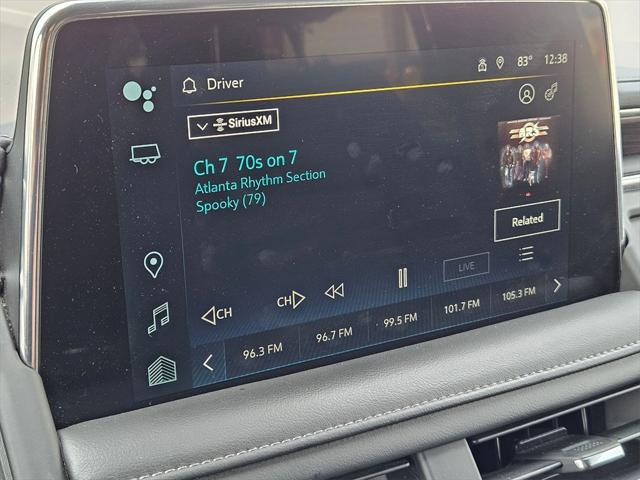 Driver
83° 12:38
SiriusXM
Ch 7 70s on 7
Atlanta Rhythm Section
Spooky (79)
ARS
Related
LIVE
CH CH
96.3 FM 96.7 FM 99.5 FM 101.7 FM 105.3 FM